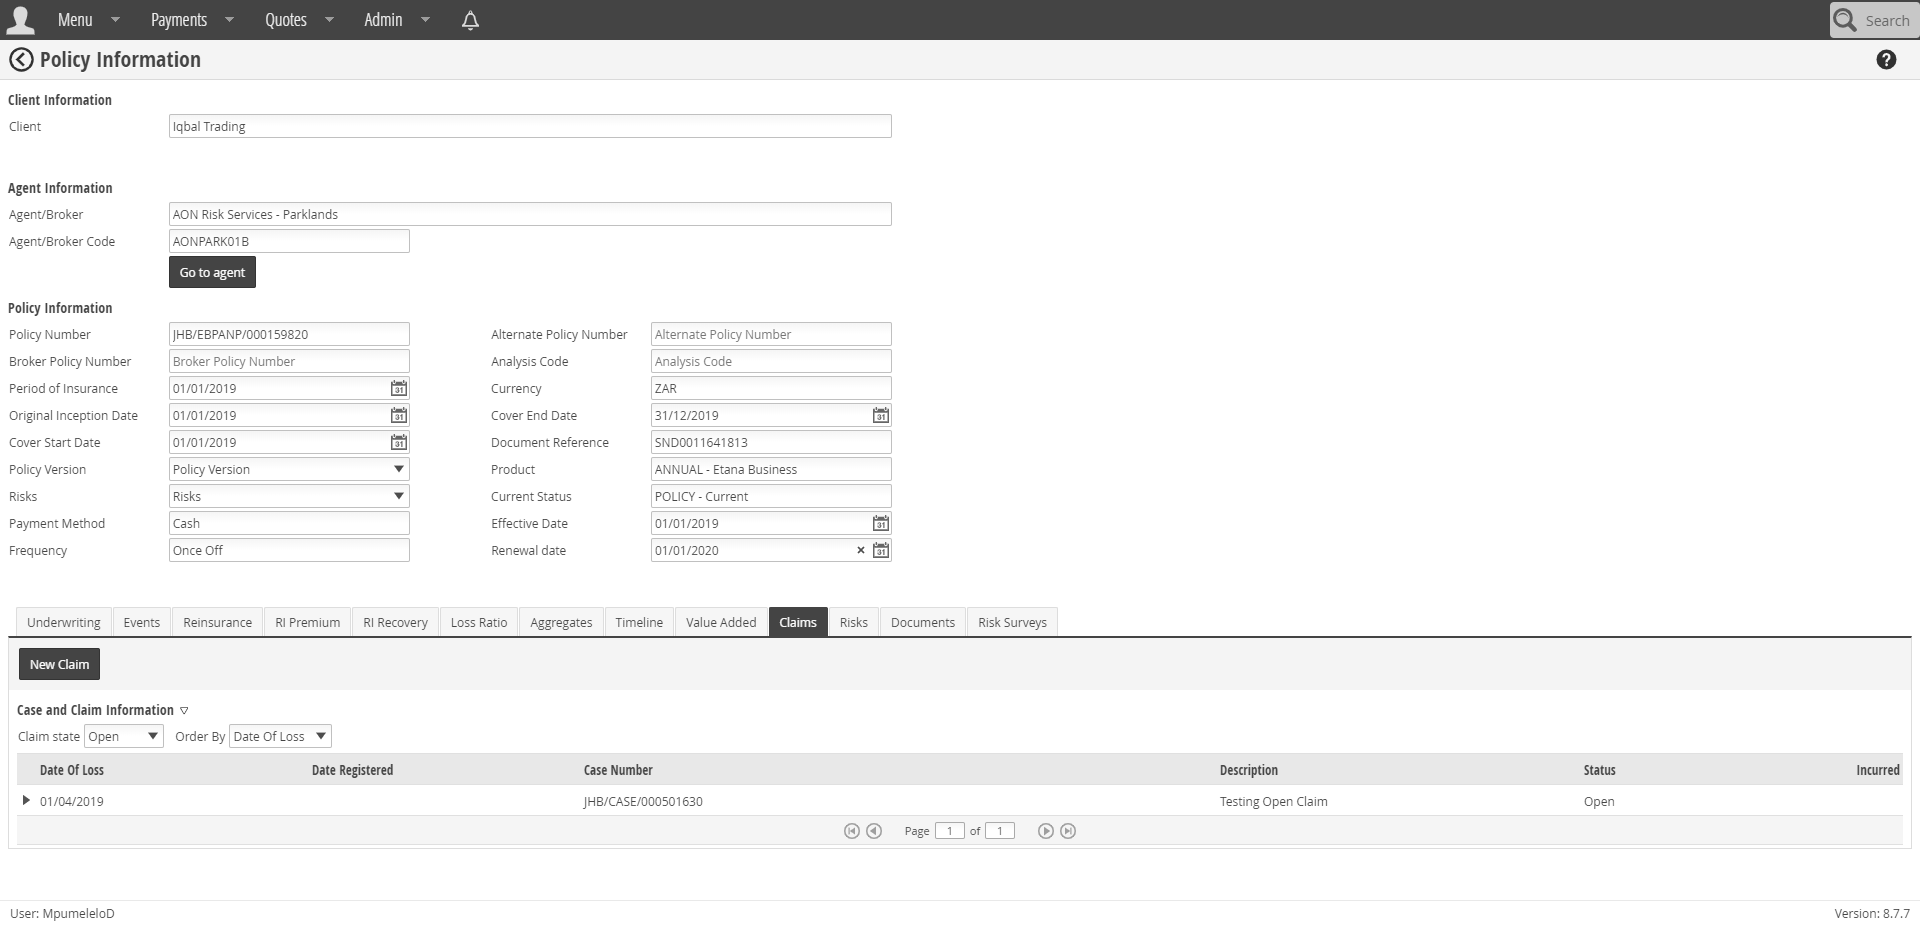 Menu Payments Quotes Admin Search
Policy Information
Client Information
Client Iqbal Trading
Agent Information
Agent/Broker AON Risk Services - Parklands
Agent/Broker Code AONPARK01B
Go to agent
Policy Information
Policy Number JHB/EBPANP/000159820 Alternate Policy Number Alternate Policy Number
Broker Policy Number Broker Policy Number Analysis Code Analysis Code
Period of Insurance 01/01/2019 31 Currency ZAR
Original Inception Date 01/01/2019 31 Cover End Date 31/12/2019 31
Cover Start Date 01/01/2019 31 Document Reference SND0011641813
Policy Version Policy Version Product ANNUAL - Etana Business
Risks Risks Current Status POLICY - Current
Payment Method Cash Effective Date 01/01/2019 31
Frequency Once Off Renewal date 01/01/2020 × 31
Underwriting Events Reinsurance RI Premium RI Recovery Loss Ratio Aggregates Timeline Value Added Claims Risks Documents Risk Surveys
New Claim
Case and Claim Information
Claim state Open Order By Date Of Loss
Date Of Loss Date Registered Case Number Description Status Incurred
01/04/2019 JHB/CASE/000501630 Testing Open Claim Open
Page 1 of 1
User: MpumeleloD Version: 8.7.7